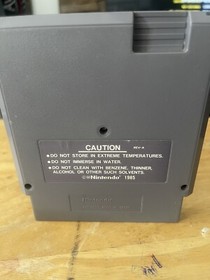 CAUTION REV-A
•DO NOT STORE IN EXTREME TEMPERATURES.
•DO NOT IMMERSE IN WATER.
•DO NOT CLEAN WITH BENZENE, THINNER,
ALCOHOL OR OTHER SUCH SOLVENTS.
©®Nintendo 1985